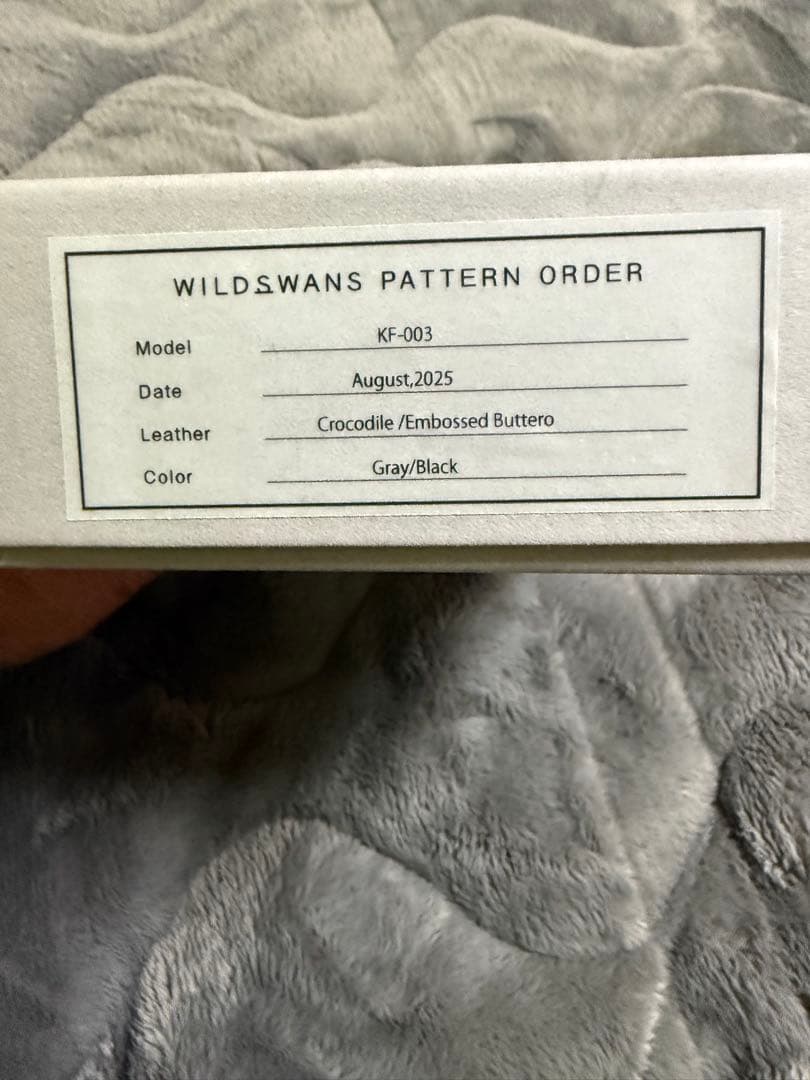 WILDSWANS PATTERN ORDER
Model KF-003
Date August,2025
Leather Crocodile /Embossed Buttero
Color Gray/Black